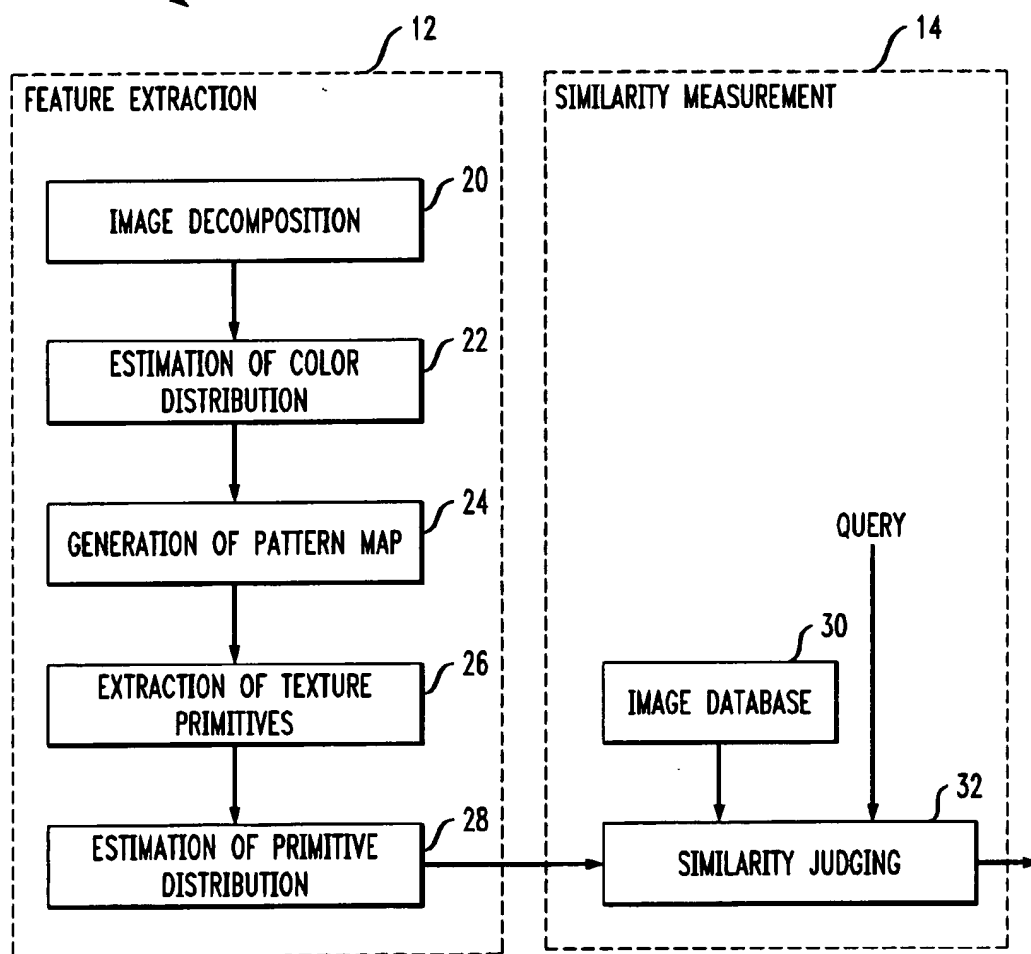 12
14
FEATURE EXTRACTION
SIMILARITY MEASUREMENT
20
IMAGE DECOMPOSITION
22
ESTIMATION OF COLOR
DISTRIBUTION
24
GENERATION OF PATTERN MAP
QUERY
26
EXTRACTION OF TEXTURE
PRIMITIVES
30
IMAGE DATABASE
28
ESTIMATION OF PRIMITIVE
DISTRIBUTION
32
SIMILARITY JUDGING